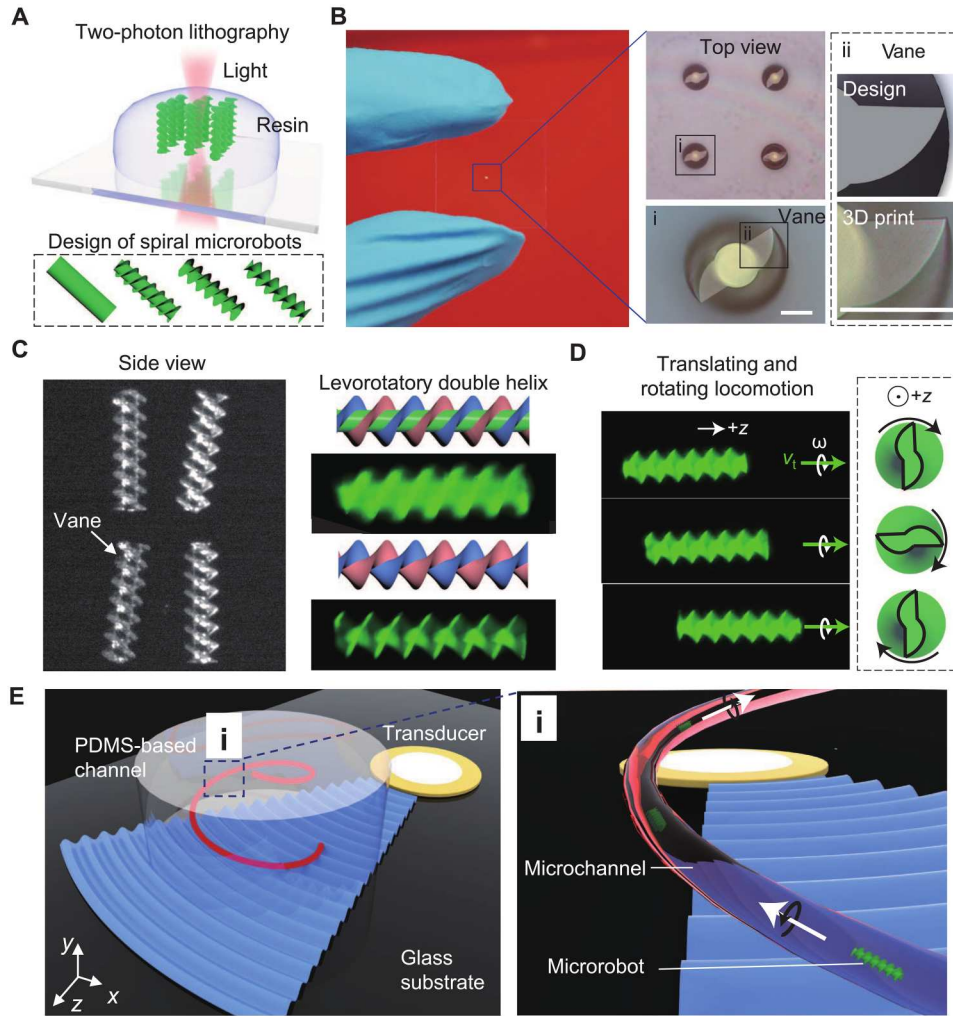 A
Two-photon lithography
Light
Resin
Design of spiral microrobots
B
Top view
i
i
Vane
ii
ii
Vane
Design
3D print
C
Side view
Vane
Levorotatory double helix
D
Translating and
rotating locomotion
→+z
vt
ω
⊙+z
E
PDMS-based
channel
i
Transducer
Glass
substrate
y
x
z
i
Microchannel
Microrobot